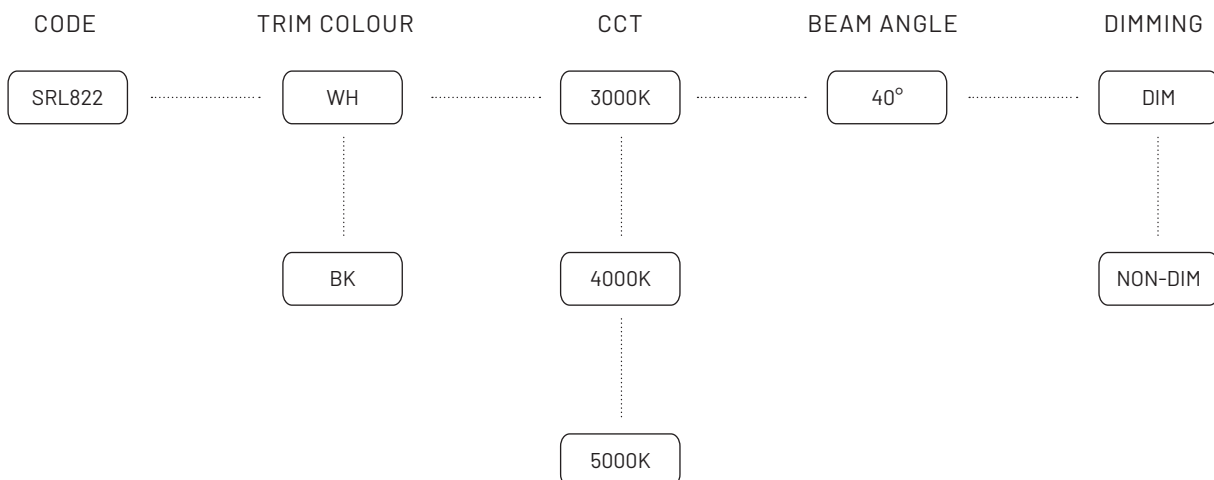 CODE TRIM COLOUR CCT BEAM ANGLE DIMMING
SRL822 WH 3000K 40° DIM
BK 4000K NON-DIM
5000K